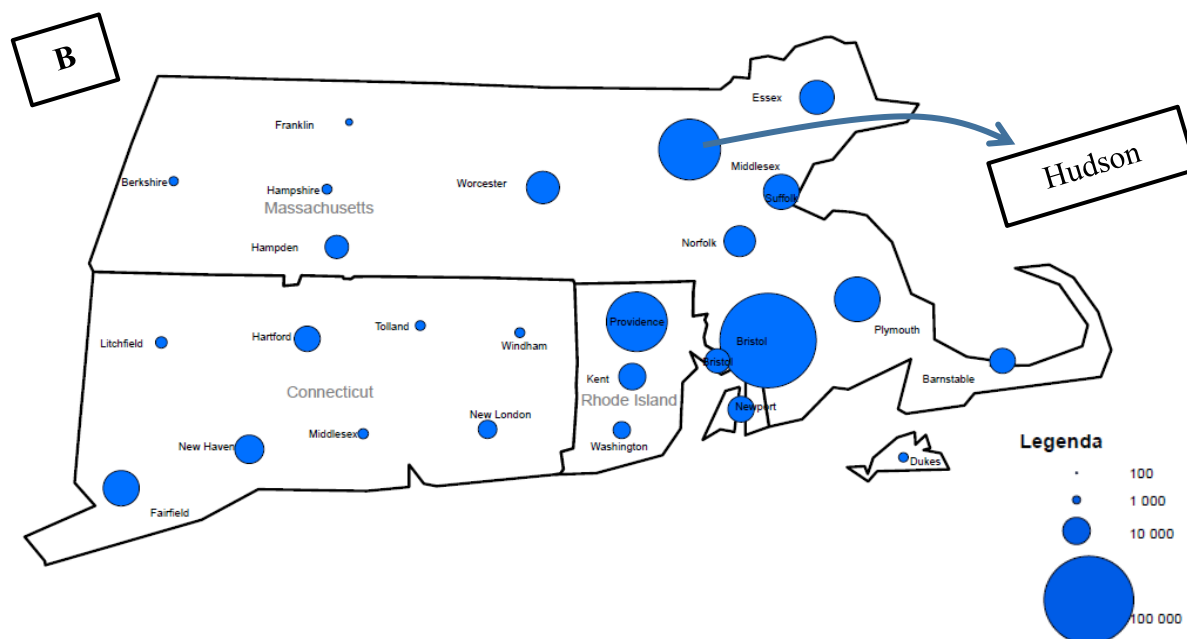 B
Essex
Franklin
Middlesex
Hudson
Berkshire
Hampshire
Worcester
Suffolk
Massachusetts
Hampden
Norfolk
Providence
Plymouth
Litchfield
Hartford
Tolland
Windham
Bristol
Bristol
Kent
Barnstable
Connecticut
Rhode Island
Newport
New London
New Haven
Middlesex
Washington
Dukes
Fairfield
Legenda
100
1 000
10 000
100 000